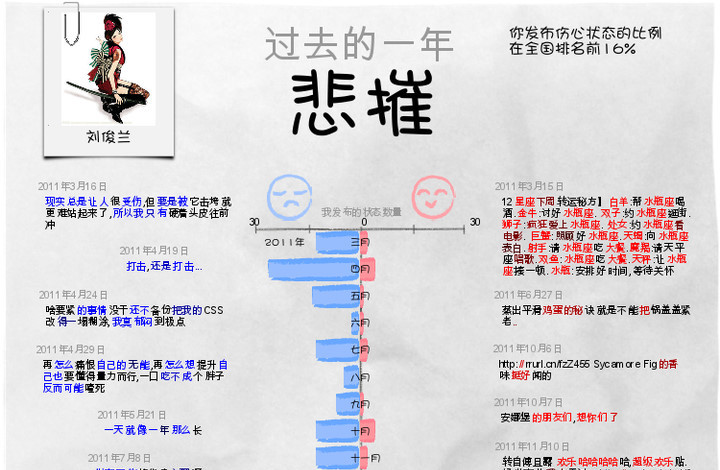 过去的一年
悲摧
你发布伤心状态的比例
在全国排名前16%
刘俊兰
2011年3月16日
现实总是让人很受伤,但要是被它击垮就
更难站起来了,所以我只有硬着头皮往前
冲
2011年4月19日
打击,还是打击...
2011年4月24日
啥要紧的事情没干还不各份把我的CSS
改得一塌糊涂,我真郁闷到极点
2011年4月29日
再怎么痛恨自己的无能,再怎么想提升自
己也要懂得量力而行,一口吃不成个胖子
反而可能噎死
2011年5月21日
一天就像一年那么长
2011年7月8日
我发布的状态数量
30
0
30
2011年
三月
四月
五月
六月
七月
八月
九月
十月
十一月
2011年3月15日
12星座下周转运秘方】白羊:帮水瓶座喝
酒.金牛:讨好水瓶座.双子:约水瓶座逛街.
狮子:疯狂爱上水瓶座.处女:约水瓶座看
电影.巨蟹:照顾好水瓶座.天蝎:向水瓶座
表白.射手:请水瓶座吃大餐.魔羯:请天平
座唱歌.双鱼:水瓶座吃大餐.天秤:让水瓶
座揍一顿.水瓶:安排好时间,等待关怀
2011年6月27日
蒸出平滑鸡蛋的秘诀就是不能把锅盖盖紧
者..
2011年10月6日
http://rrurl.cn/fzZ455 Sycamore Fig的香
味挺好闻的
2011年10月7日
安娜堡的朋友们,想你们了
2011年11月10日
转自傅且露 欢乐哈哈哈哈哈,超级欢乐贴.